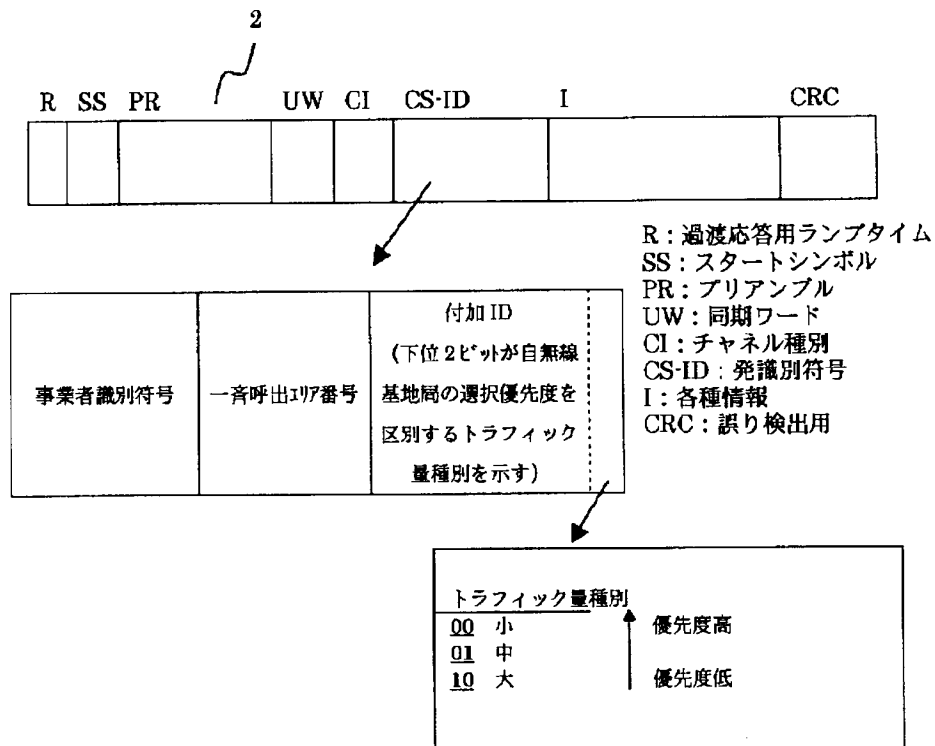 2
R SS PR UW CI CS-ID I CRC
R：過渡応答用ランプタイム
SS：スタートシンボル
PR：プリアンブル
UW：同期ワード
CI：チャネル種別
CS-ID：発識別符号
I：各種情報
CRC：誤り検出用
事業者識別符号
一斉呼出エリア番号
付加ID
(下位2ビットが自無線
基地局の選択優先度を
区別するトラフィック
量種別を示す)
トラフィック量種別
00 小 優先度高
01 中
10 大 優先度低